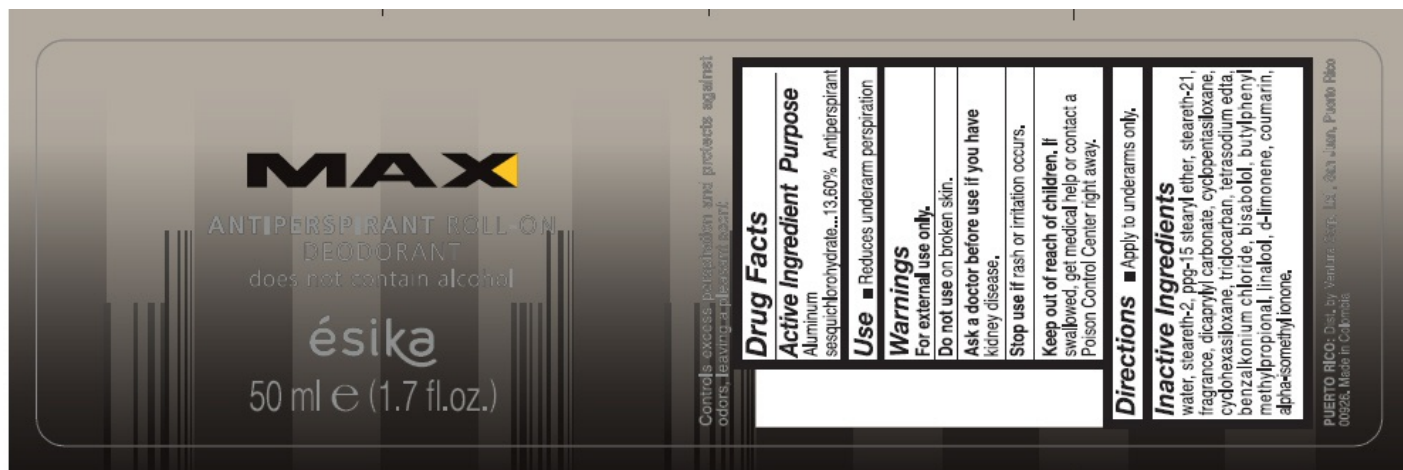 MAX
ANTIPERSPIRANT ROLL-ON
DEODORANT
does not contain alcohol
ésika
50 ml ℮ (1.7 fl.oz.)
Controls excess perspiration and protects against
odors, leaving a pleasant scent.
Drug Facts
Active Ingredient Purpose
Aluminum
sesquichlorohydrate...13.60% Antiperspirant
Use ■ Reduces underarm perspiration
Warnings
For external use only.
Do not use on broken skin.
Ask a doctor before use if you have
kidney disease.
Stop use if rash or irritation occurs.
Keep out of reach of children. If
swallowed, get medical help or contact a
Poison Control Center right away.
Directions ■ Apply to underarms only.
Inactive Ingredients
water, steareth-2, ppg-15 stearyl ether, steareth-21,
fragrance, dicaprylyl carbonate, cyclopentasiloxane,
cyclohexasiloxane, triclocarban, tetrasodium edta,
benzalkonium chloride, bisabolol, butylphenyl
methylpropional, linalool, d-limonene, coumarin,
alpha-isomethyl ionone.
PUERTO RICO: Dist. by Ventura San Juan, Puerto Rico
00926. Made in Colombia